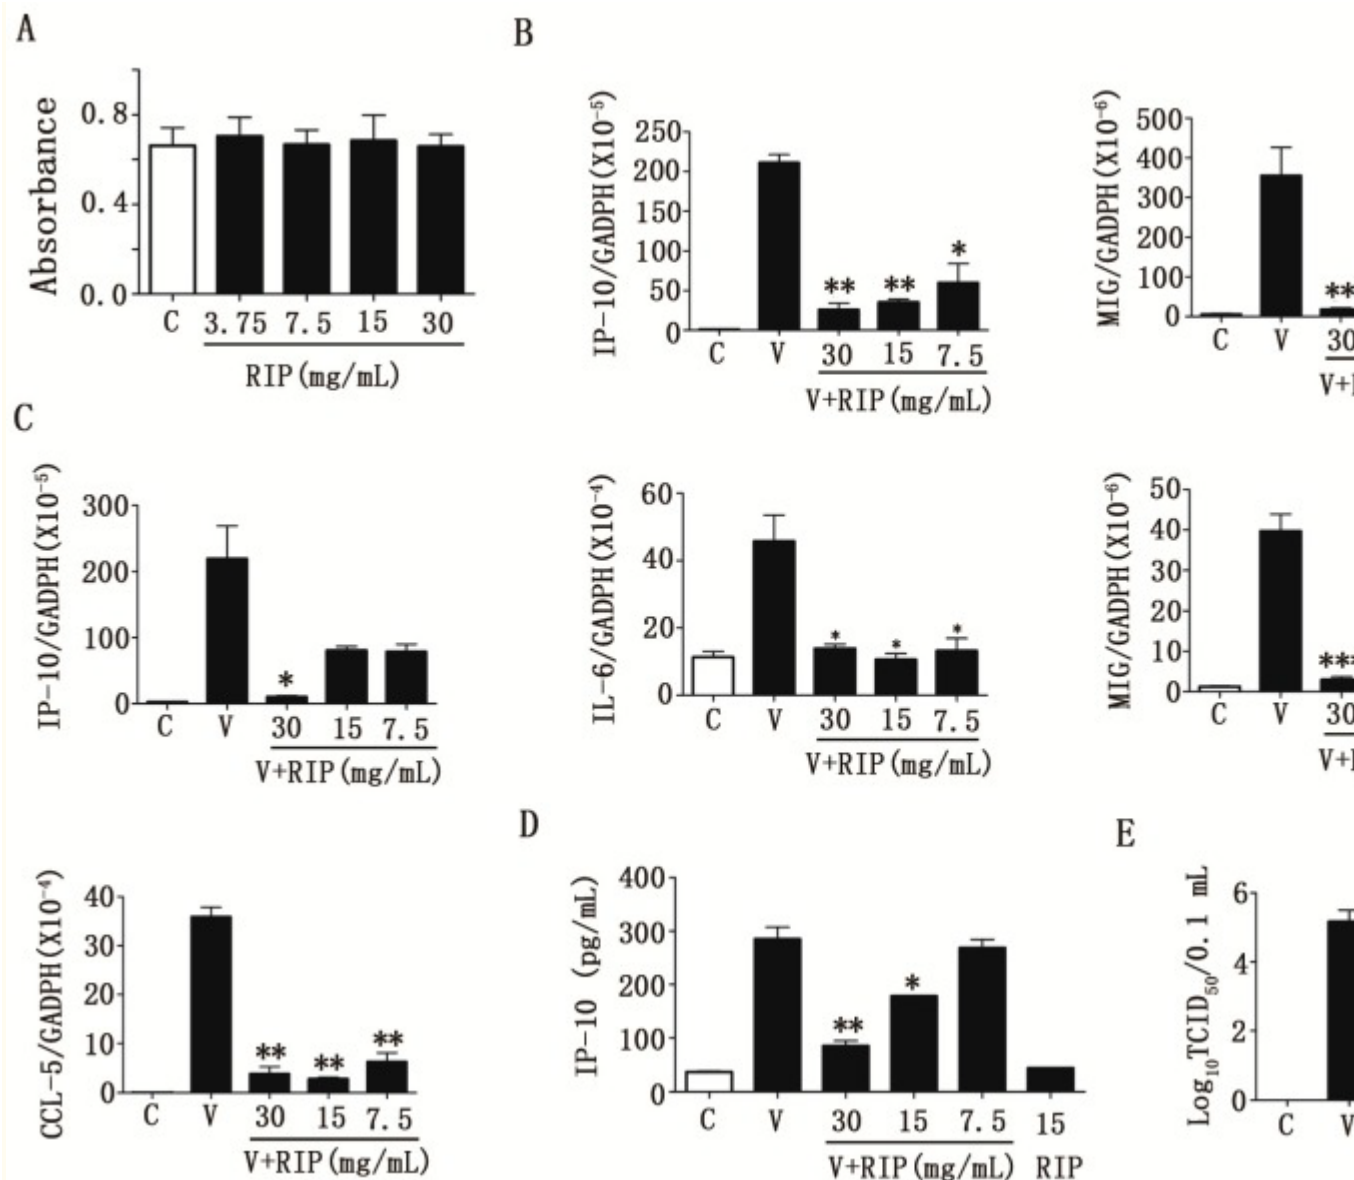 A
Absorbance
0.8
0.4
0.0
C 3.75 7.5 15 30
RIP(mg/mL)
B
IP-10/GADPH(X10⁻⁵)
250
200
150
100
50
0
** ** *
C V 30 15 7.5
V+RIP(mg/mL)
MIG/GADPH(X10⁻⁶)
500
400
300
200
100
0
**
C V 30
C
IP-10/GADPH(X10⁻⁵)
300
200
100
0
*
C V 30 15 7.5
V+RIP(mg/mL)
IL-6/GADPH(X10⁻⁴)
60
40
20
0
* * *
C V 30 15 7.5
V+RIP(mg/mL)
MIG/GADPH(X10⁻⁶)
50
40
30
20
10
0
***
C V 30
CCL-5/GADPH(X10⁻⁴)
40
30
20
10
0
** ** **
C V 30 15 7.5
V+RIP(mg/mL)
D
IP-10 (pg/mL)
400
300
200
100
0
** *
C V 30 15 7.5 15
V+RIP(mg/mL) RIP
E
Log₁₀TCID₅₀/0.1 mL
6
4
2
0
C V